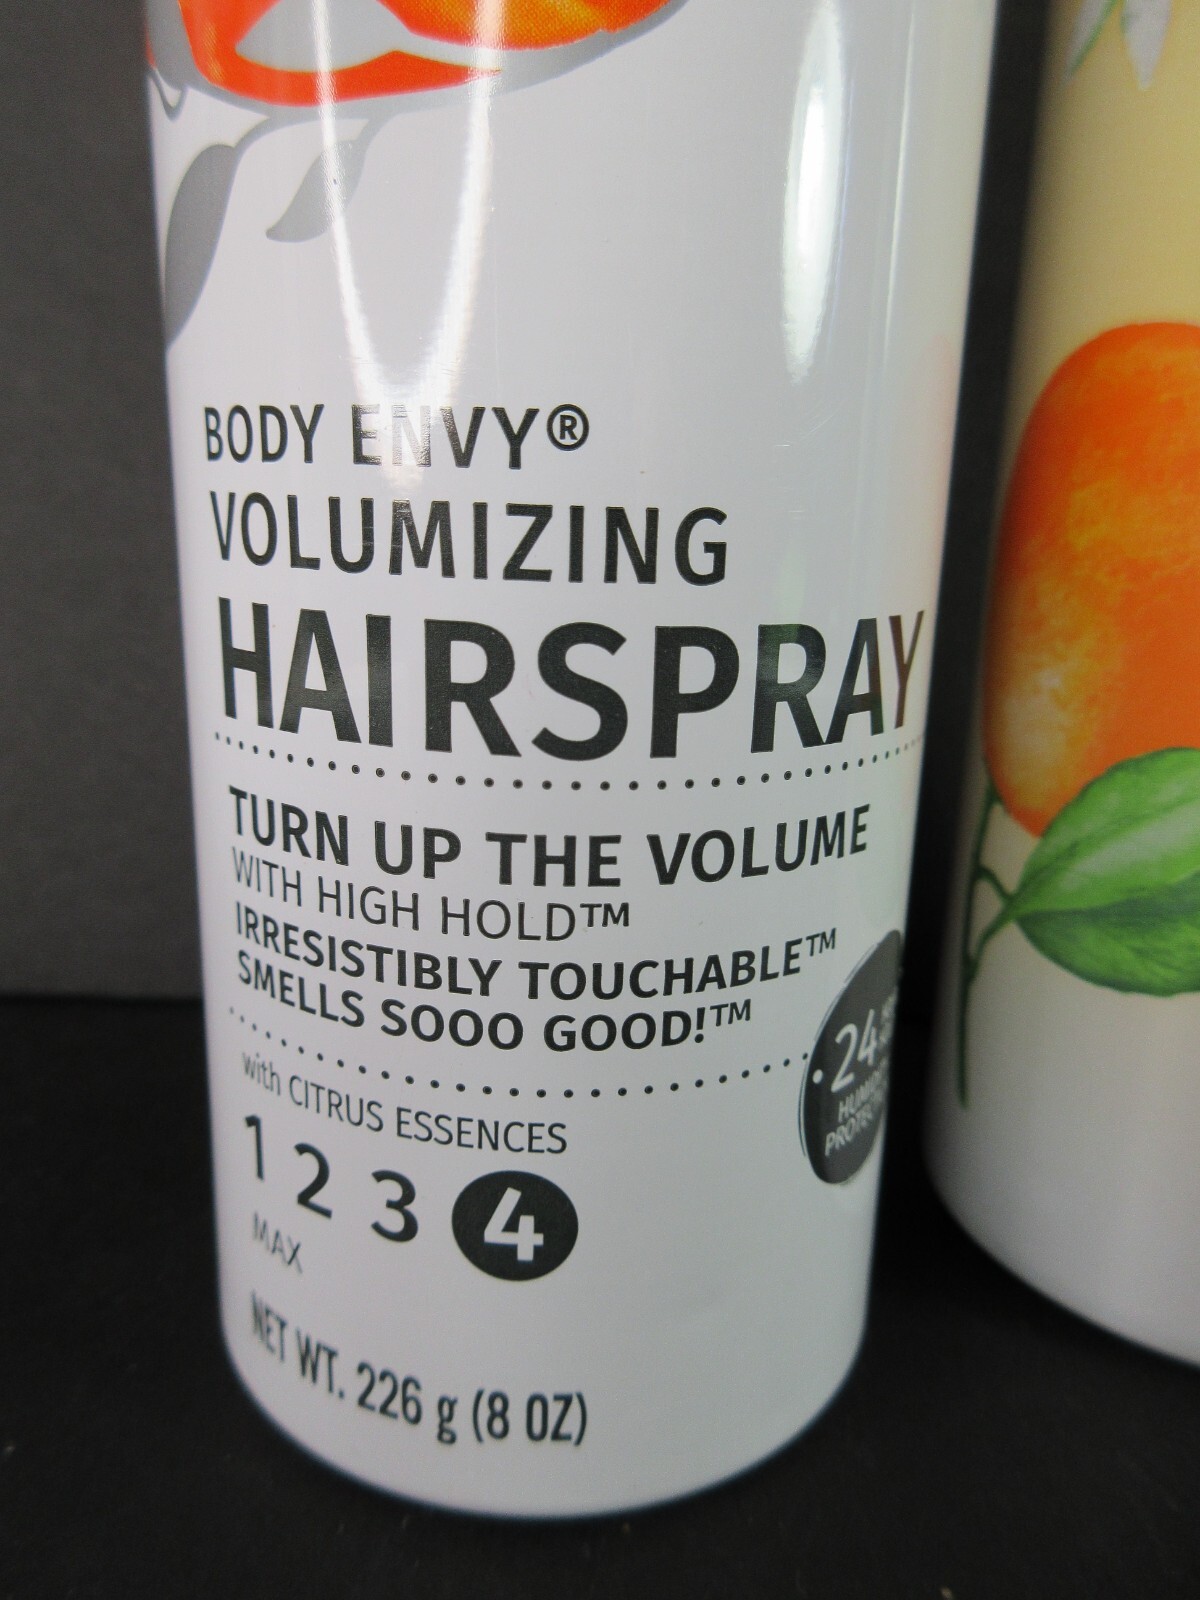 BODY ENVY®
VOLUMIZING
HAIRSPRAY
TURN UP THE VOLUME
WITH HIGH HOLD™
IRRESISTIBLY TOUCHABLE™
SMELLS SOOO GOOD!™
with CITRUS ESSENCES
1 2 3 4
MAX
NET WT. 226 g (8 OZ)
24